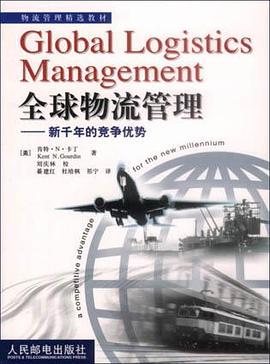 物流管理精选教材
Global Logistics
Management
全球物流管理
——新千年的竞争优势
[美] 肯特·N·卡丁 著
Kent N. Gourdin
刘庆林 校
綦建红 杜培枫 祁宁 译
for the new millennium
a competitive advantage
人民邮电出版社
POSTS & TELECOMMUNICATIONS PRESS